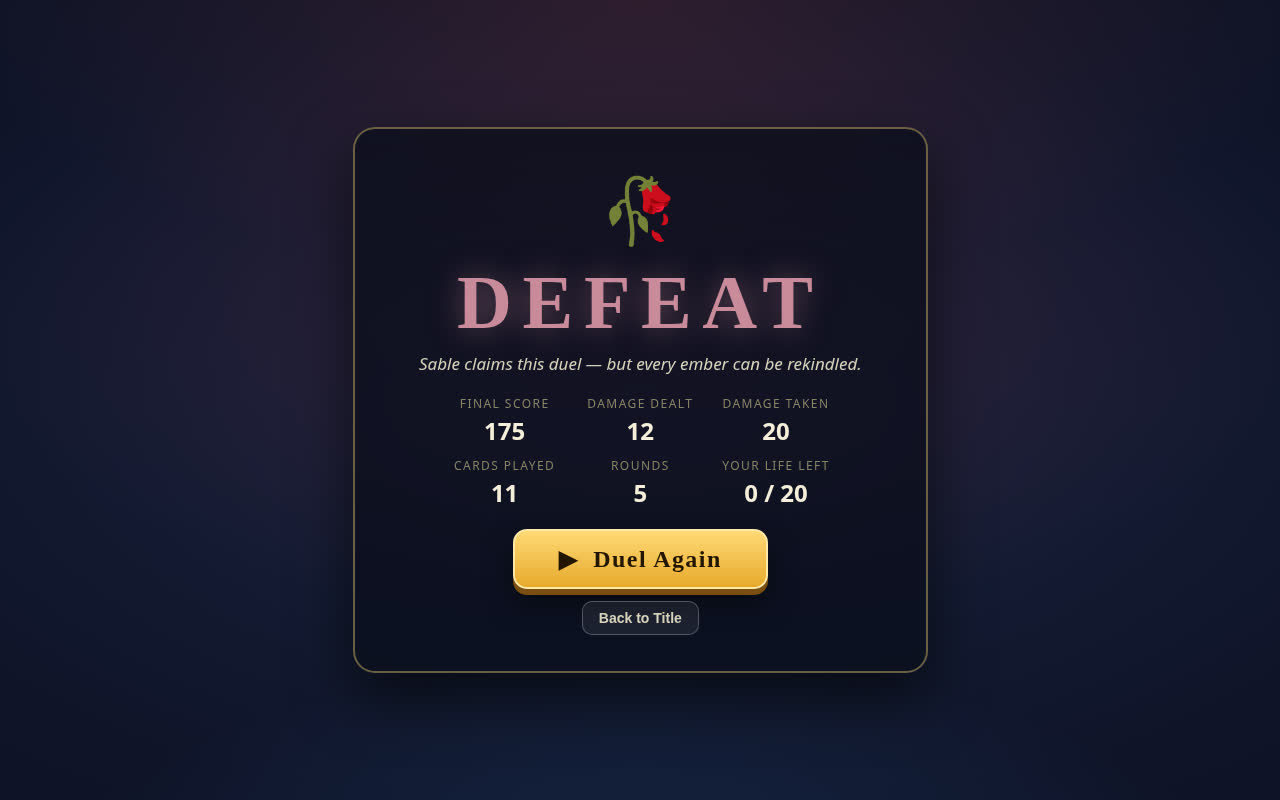 DEFEAT
Sable claims this duel — but every ember can be rekindled.
FINAL SCORE DAMAGE DEALT DAMAGE TAKEN
175 12 20
CARDS PLAYED ROUNDS YOUR LIFE LEFT
11 5 0 / 20
▶ Duel Again
Back to Title